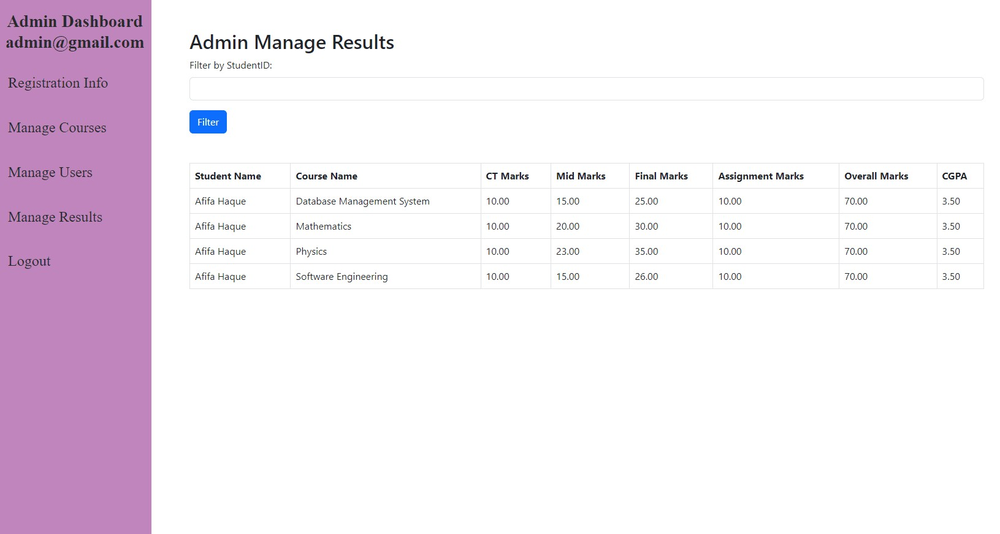 Admin Dashboard
admin@gmail.com
Registration Info
Manage Courses
Manage Users
Manage Results
Logout
Admin Manage Results
Filter by StudentID:
Filter
Student Name Course Name CT Marks Mid Marks Final Marks Assignment Marks Overall Marks CGPA
Afifa Haque Database Management System 10.00 15.00 25.00 10.00 70.00 3.50
Afifa Haque Mathematics 10.00 20.00 30.00 10.00 70.00 3.50
Afifa Haque Physics 10.00 23.00 35.00 10.00 70.00 3.50
Afifa Haque Software Engineering 10.00 15.00 26.00 10.00 70.00 3.50